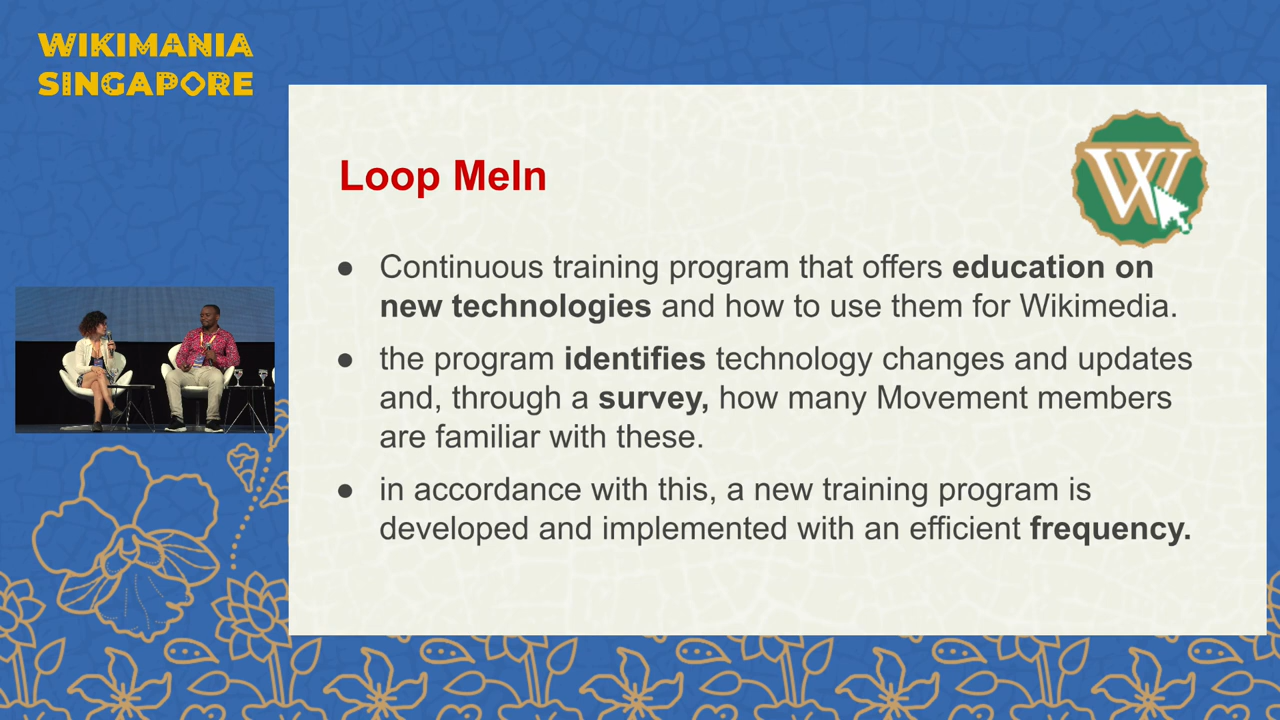 WIKIMANIA
SINGAPORE
Loop MeIn
W
● Continuous training program that offers education on
new technologies and how to use them for Wikimedia.
● the program identifies technology changes and updates
and, through a survey, how many Movement members
are familiar with these.
● in accordance with this, a new training program is
developed and implemented with an efficient frequency.